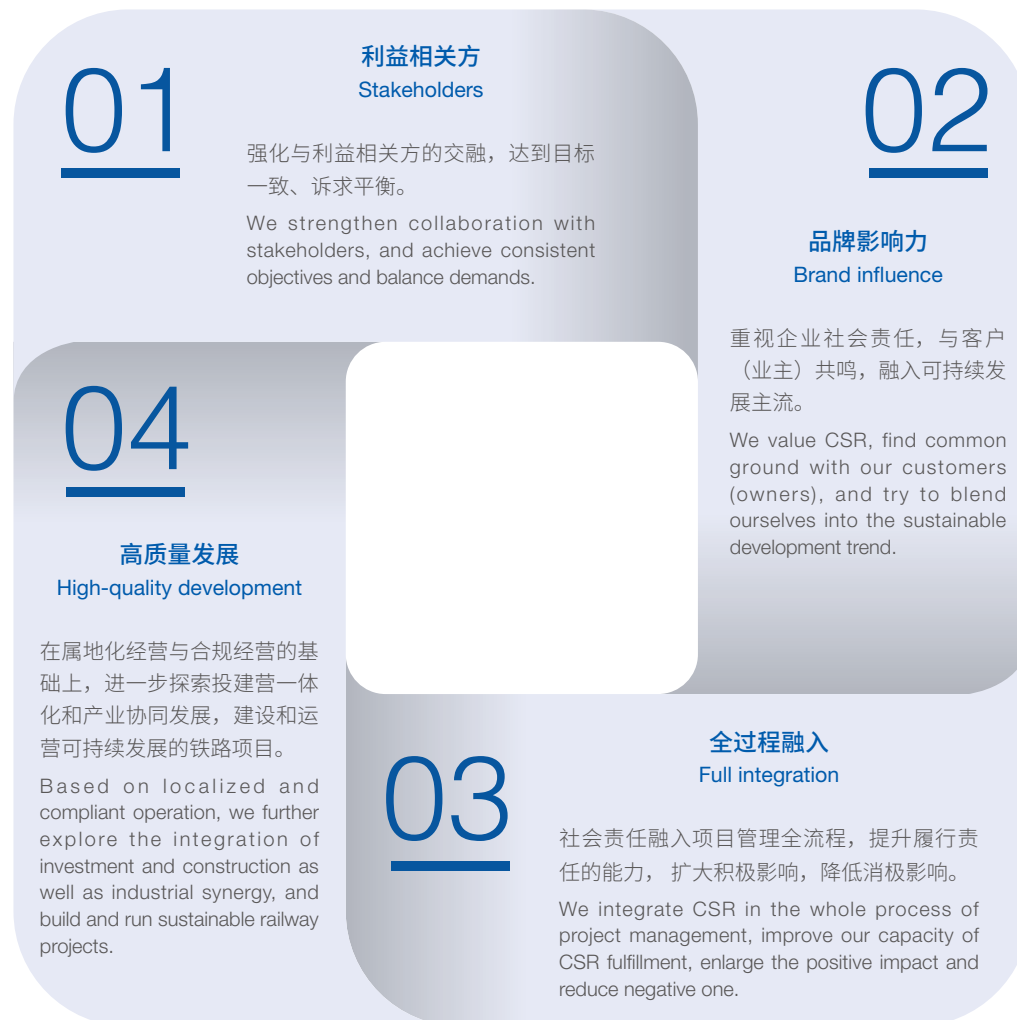 01
利益相关方
Stakeholders
强化与利益相关方的交融，达到目标
一致、诉求平衡。
We strengthen collaboration with
stakeholders, and achieve consistent
objectives and balance demands.
02
品牌影响力
Brand influence
重视企业社会责任，与客户
（业主）共鸣，融入可持续发
展主流。
We value CSR, find common
ground with our customers
(owners), and try to blend
ourselves into the sustainable
development trend.
03
全过程融入
Full integration
社会责任融入项目管理全流程，提升履行责
任的能力， 扩大积极影响，降低消极影响。
We integrate CSR in the whole process of
project management, improve our capacity of
CSR fulfillment, enlarge the positive impact and
reduce negative one.
04
高质量发展
High-quality development
在属地化经营与合规经营的基
础上，进一步探索投建营一体
化和产业协同发展，建设和运
营可持续发展的铁路项目。
Based on localized and
compliant operation, we further
explore the integration of
investment and construction as
well as industrial synergy, and
build and run sustainable railway
projects.